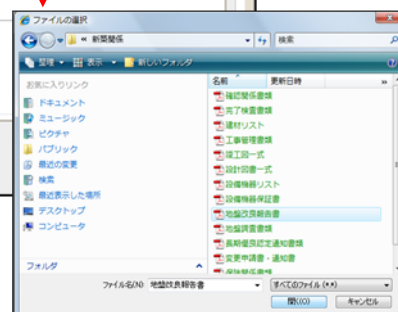 ファイルの選択
« 新築関係
検索
整理
表示
新しいフォルダ
お気に入りリンク
ドキュメント
ミュージック
ピクチャ
パブリック
最近の変更
検索
最近表示した場所
デスクトップ
コンピュータ
フォルダ
名前 更新日時 »
確認関係書類
完了検査書類
建材リスト
工事管理書類
竣工図一式
設計図書一式
設備機器リスト
設備機器保証書
地盤改良報告書
地盤調査書類
長期優良認定通知書類
変更申請書・通知書
保険関係書類
ファイル名(N): 地盤改良報告書
すべてのファイル (*.*)
開く(O) キャンセル